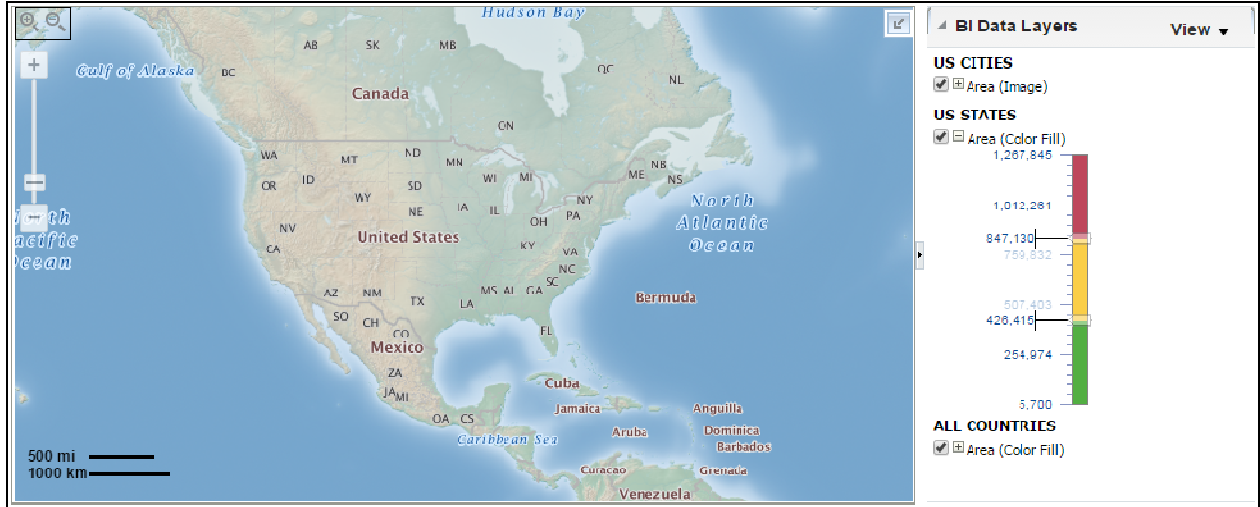 Hudson Bay
AB SK MB
Gulf of Alaska BC QC NL
Canada
ON
WA MT ND MN NB
OR ID SD WI MI ME NS
WY NE IA IL NY
North Atlantic Ocean
OH PA
NV
CA United States KY VA
NC
AZ NM TX LA MS AL GA SC
SO CH CO FL
Bermuda
Mexico
ZA
JA MI
Cuba
Jamaica Anguilla
OA CS
Aruba Dominica
Caribbean Sea Barbados
Curacao Grenada
Venezuela
North
Pacific
Ocean
500 mi
1000 km
BI Data Layers View
US CITIES
Area (Image)
US STATES
Area (Color Fill)
1,267,845
1,012,261
847,130
759,832
507,403
426,415
254,974
ALL COUNTRIES
Area (Color Fill)